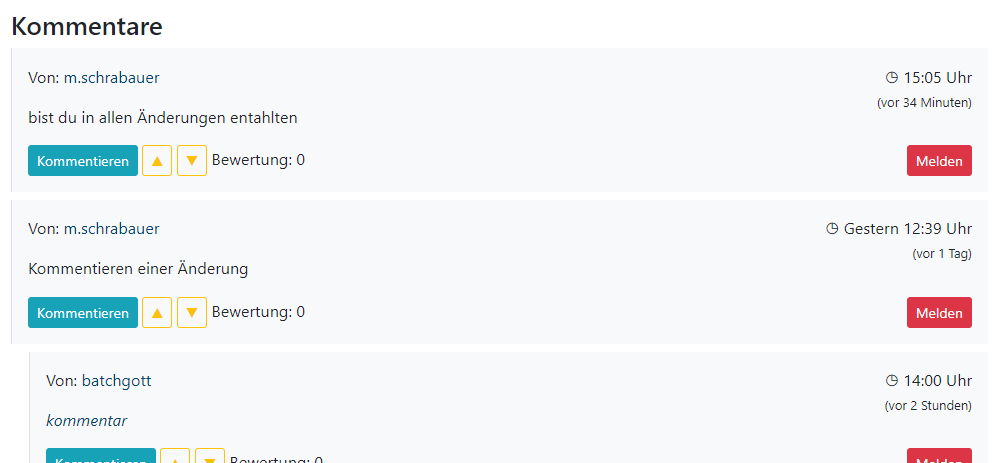 Kommentare
Von: m.schrabauer 15:05 Uhr
(vor 34 Minuten)
bist du in allen Änderungen entahlten
Kommentieren Bewertung: 0 Melden
Von: m.schrabauer Gestern 12:39 Uhr
(vor 1 Tag)
Kommentieren einer Änderung
Kommentieren Bewertung: 0 Melden
Von: batchgott 14:00 Uhr
(vor 2 Stunden)
kommentar
Kommentieren Bewertung: 0 Melden